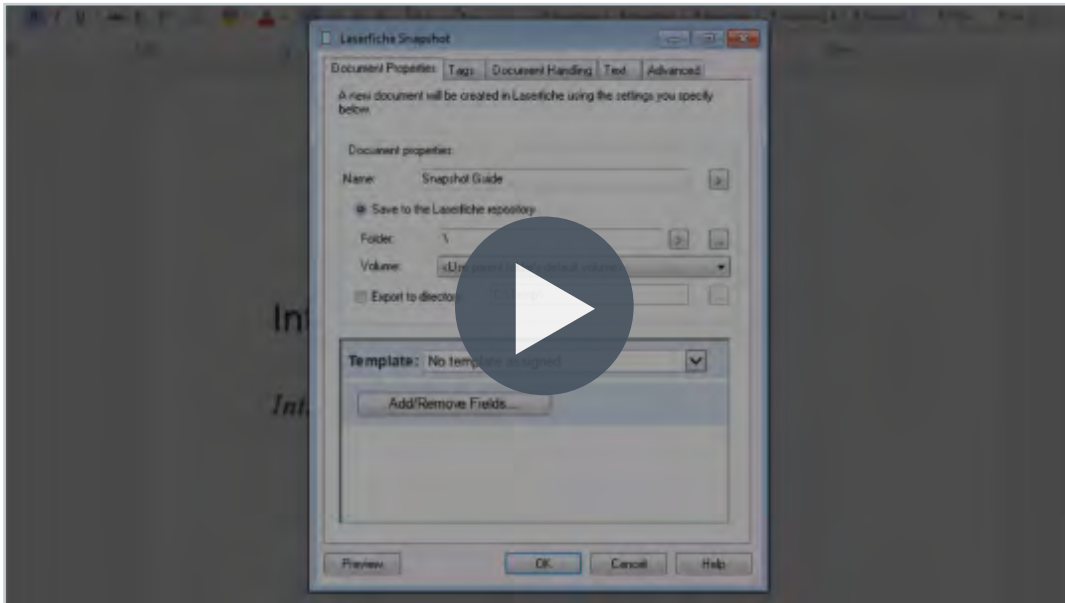 Laserfiche Snapshot
Document Properties Tags Document Handling Text Advanced
A new document will be created in Laserfiche using the settings you specify
below.
Document properties:
Name: Snapshot Guide
Save to the Laserfiche repository
Folder: \
Volume:
Export to directory:
Int
Template: No template assigned
Add/Remove Fields...
Int
Preview OK Cancel Help